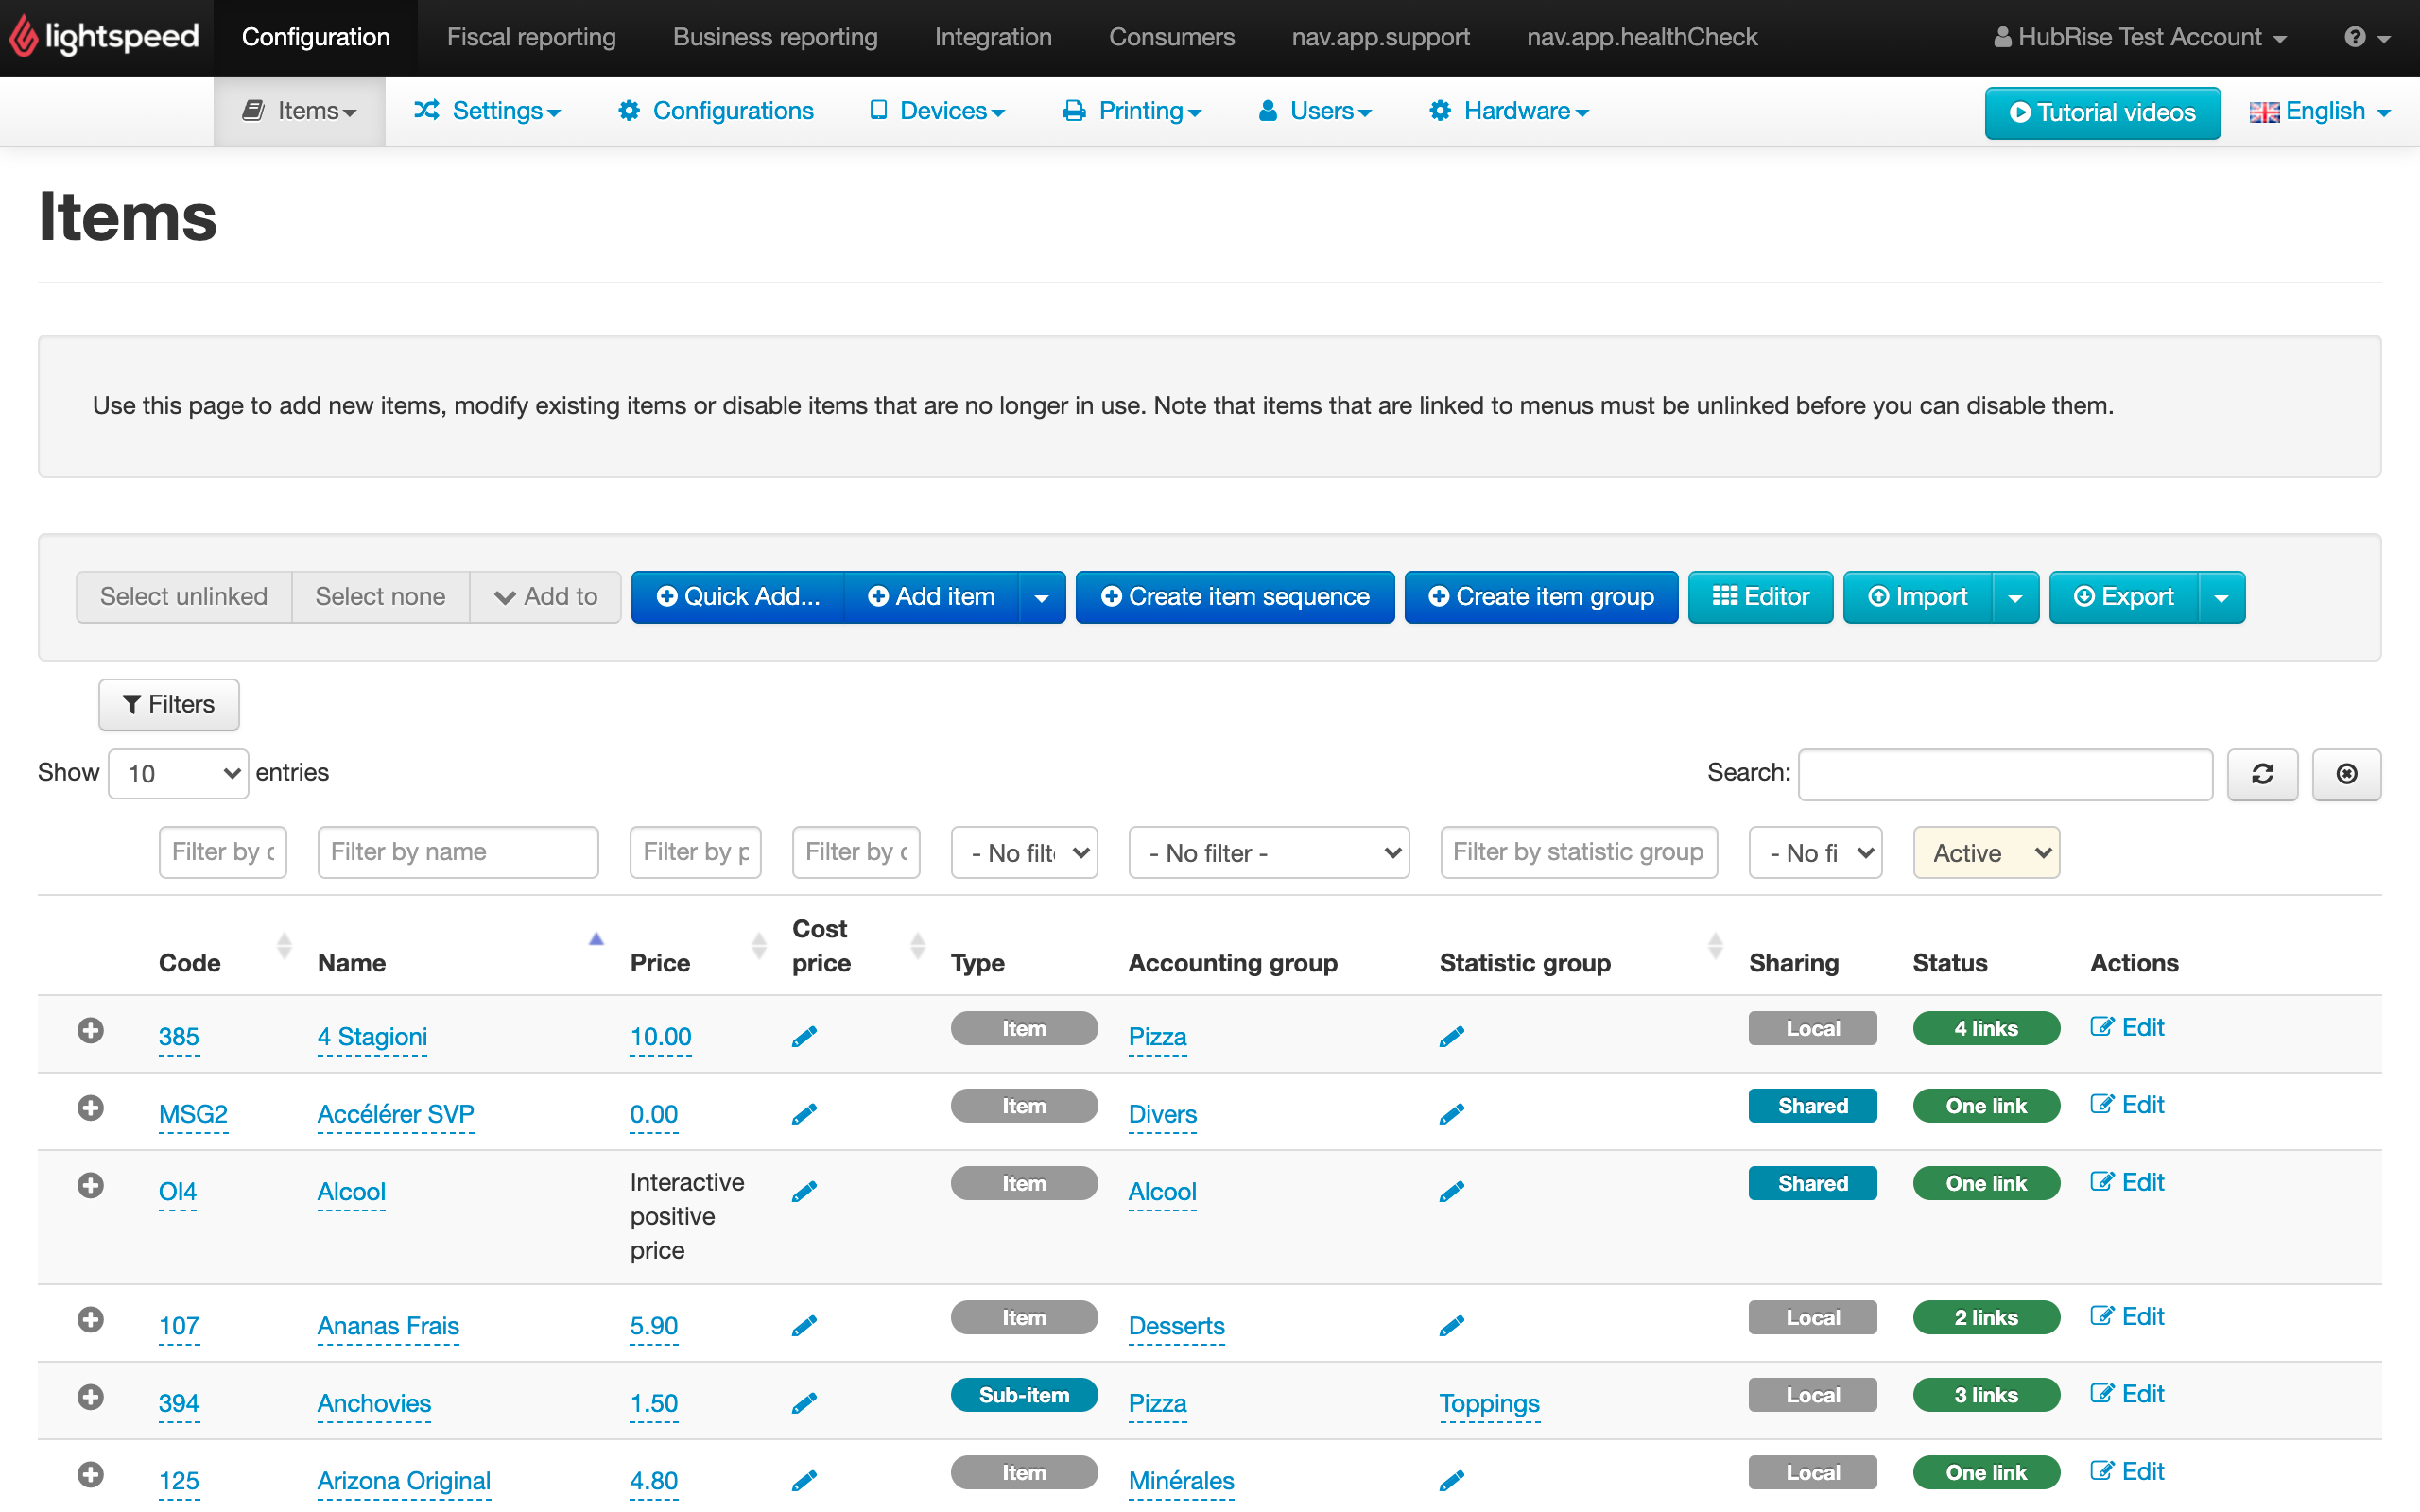 lightspeed Configuration Fiscal reporting Business reporting Integration Consumers nav.app.support nav.app.healthCheck HubRise Test Account
Items Settings Configurations Devices Printing Users Hardware Tutorial videos English
Items
Use this page to add new items, modify existing items or disable items that are no longer in use. Note that items that are linked to menus must be unlinked before you can disable them.
Select unlinked Select none Add to Quick Add... Add item Create item sequence Create item group Editor Import Export
Filters
Show 10 entries Search:
Filter by c Filter by name Filter by p Filter by c - No filt - No filter - Filter by statistic group - No fi Active
Code Name Price Cost price Type Accounting group Statistic group Sharing Status Actions
385 4 Stagioni 10.00 Item Pizza Local 4 links Edit
MSG2 Accélérer SVP 0.00 Item Divers Shared One link Edit
OI4 Alcool Interactive positive price Item Alcool Shared One link Edit
107 Ananas Frais 5.90 Item Desserts Local 2 links Edit
394 Anchovies 1.50 Sub-item Pizza Toppings Local 3 links Edit
125 Arizona Original 4.80 Item Minérales Local One link Edit